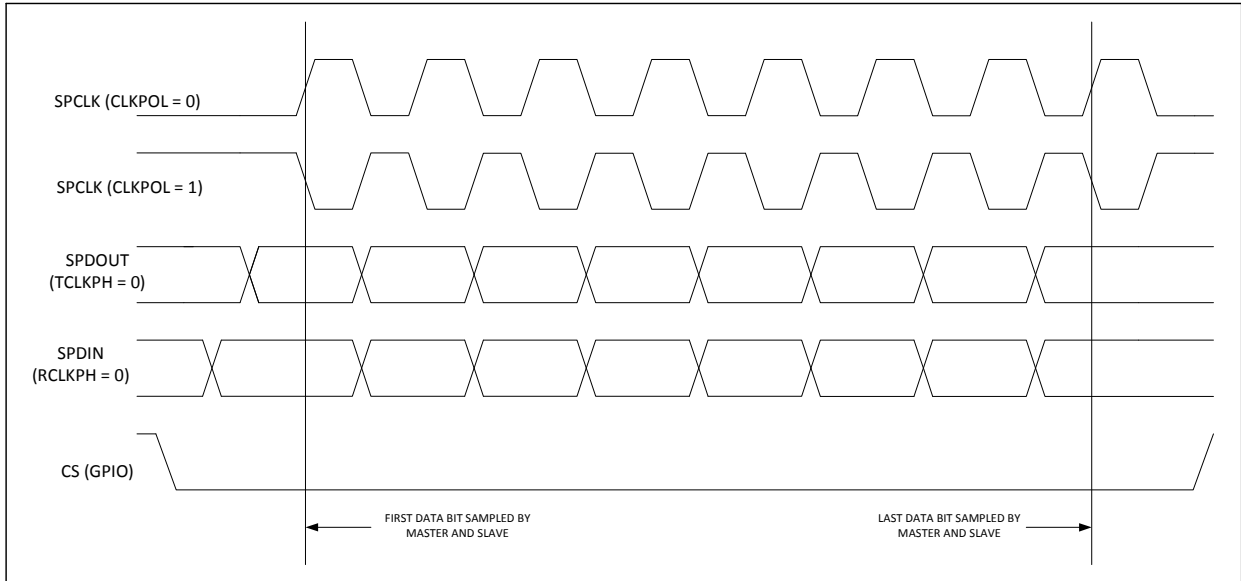 SPCLK (CLKPOL = 0)
SPCLK (CLKPOL = 1)
SPDOUT
(TCLKPH = 0)
SPDIN
(RCLKPH = 0)
CS (GPIO)
FIRST DATA BIT SAMPLED BY
MASTER AND SLAVE
LAST DATA BIT SAMPLED BY
MASTER AND SLAVE